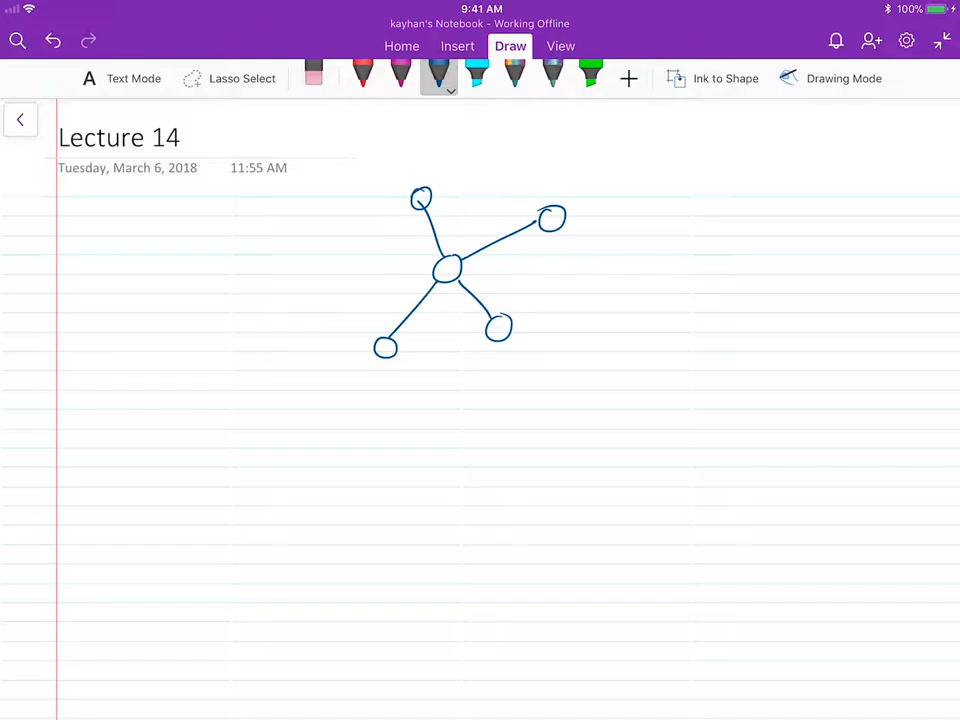 9:41 AM
100%
kayhan's Notebook - Working Offline
Home Insert Draw View
A Text Mode Lasso Select Ink to Shape Drawing Mode
Lecture 14
Tuesday, March 6, 2018 11:55 AM